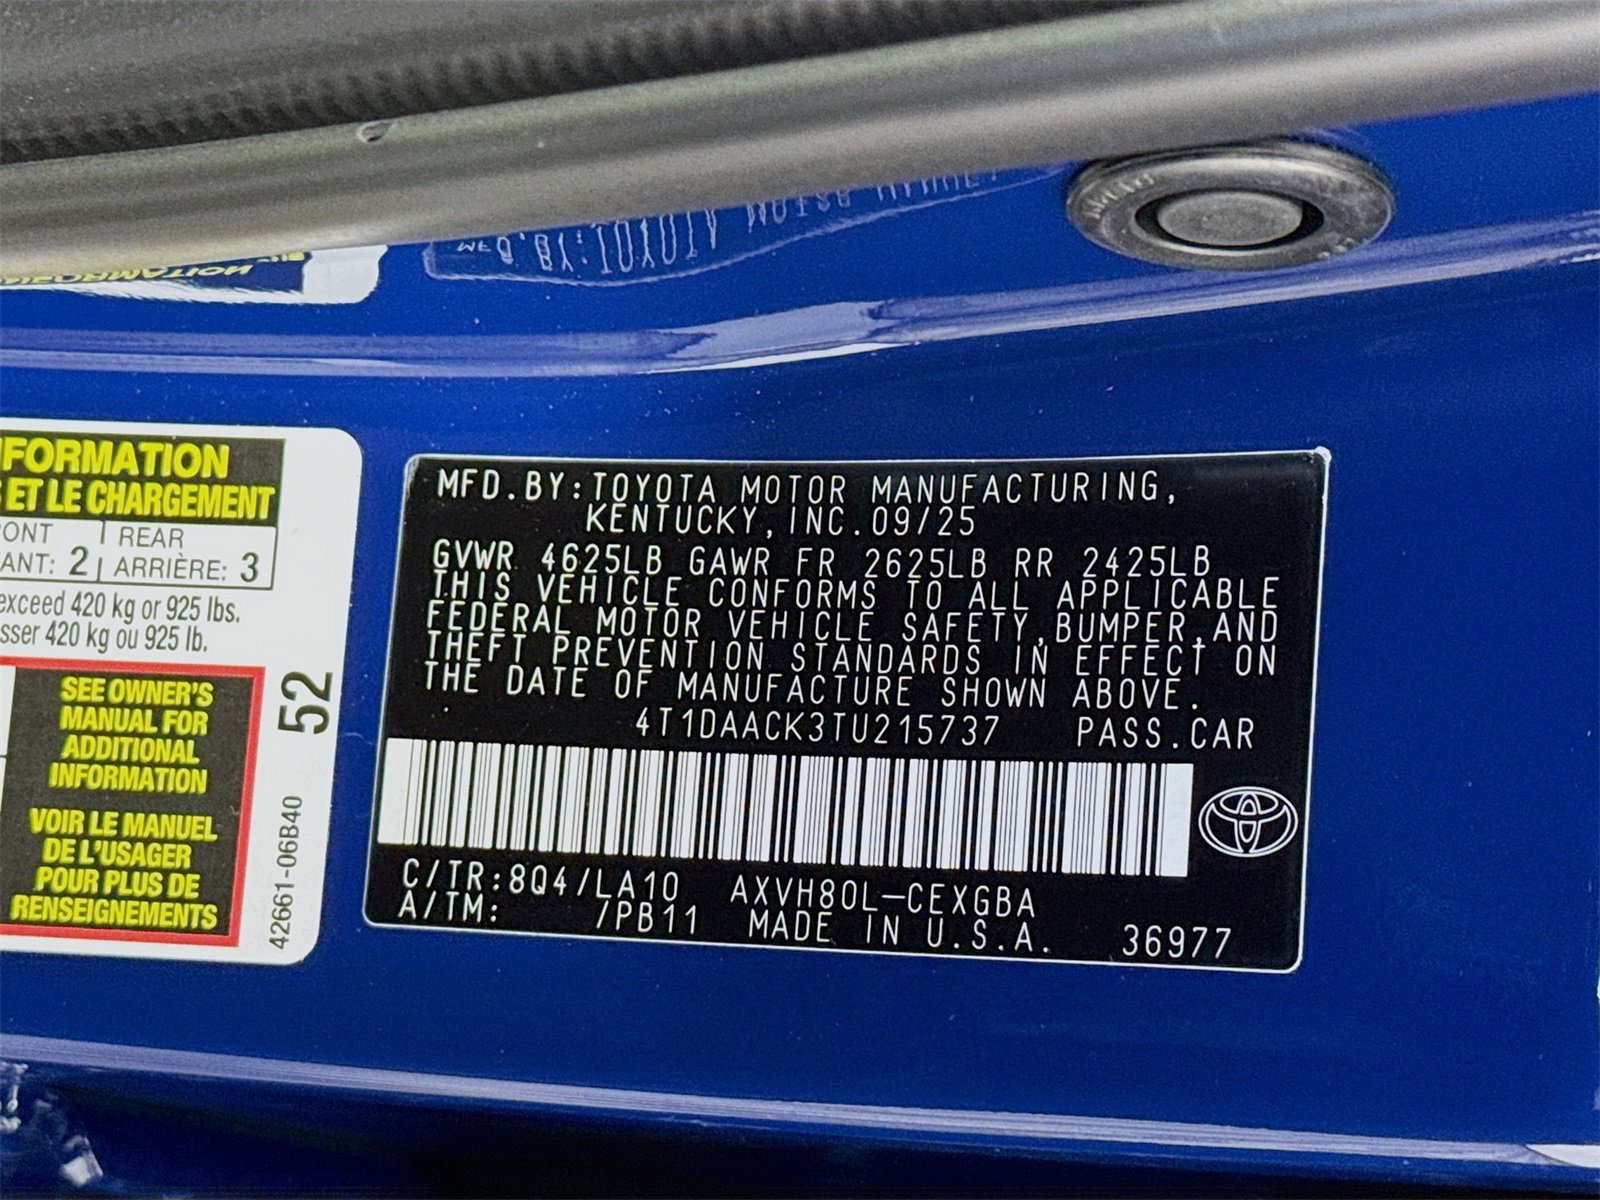 NFORMATION
ET LE CHARGEMENT
REAR
ANT: 2 ARRIÈRE: 3
exceed 420 kg or 925 lbs.
sser 420 kg ou 925 lb.
SEE OWNER'S
MANUAL FOR
ADDITIONAL
INFORMATION
VOIR LE MANUEL
DE L'USAGER
POUR PLUS DE
RENSEIGNEMENTS
52
42661-06B40
MFD.BY:TOYOTA MOTOR MANUFACTURING,
KENTUCKY,INC.09/25
GVWR 4625LB GAWR FR 2625LB RR 2425LB
THIS VEHICLE CONFORMS TO ALL APPLICABLE
FEDERAL MOTOR VEHICLE SAFETY,BUMPER,AND
THEFT PREVENTION STANDARDS IN EFFECT ON
THE DATE OF MANUFACTURE SHOWN ABOVE.
4T1DAACK3TU215737 PASS.CAR
C/TR:8Q4/LA10 AXVH80L-CEXGBA
A/TM: /PB11 MADE IN U.S.A. 36977